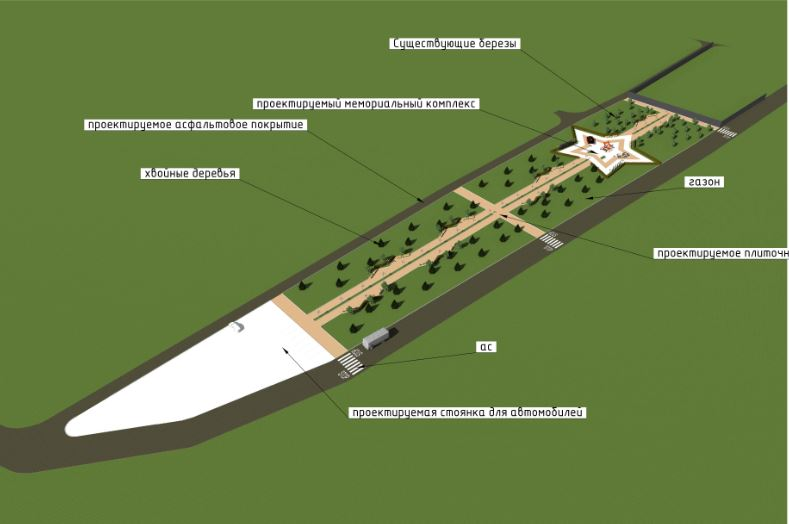 Существующие березы
проектируемый мемориальный комплекс
проектируемое асфальтовое покрытие
хвойные деревья
газон
проектируемое плиточн
ас
проектируемая стоянка для автомобилей